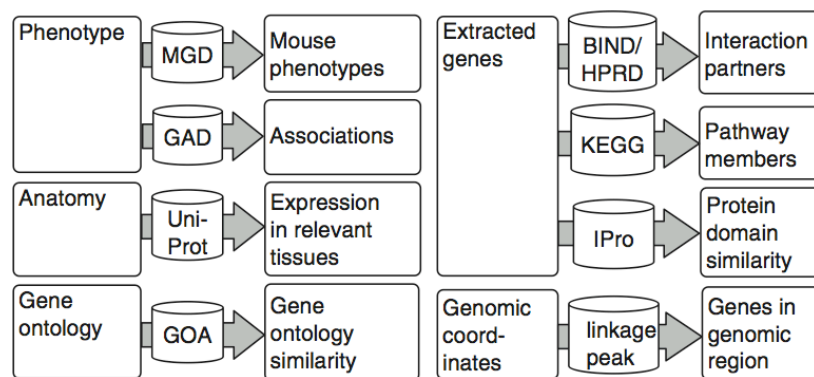 Phenotype
MGD
Mouse
phenotypes
GAD
Associations
Anatomy
Uni-
Prot
Expression
in relevant
tissues
Gene
ontology
GOA
Gene
ontology
similarity
Extracted
genes
BIND/
HPRD
Interaction
partners
KEGG
Pathway
members
IPro
Protein
domain
similarity
Genomic
coord-
inates
linkage
peak
Genes in
genomic
region